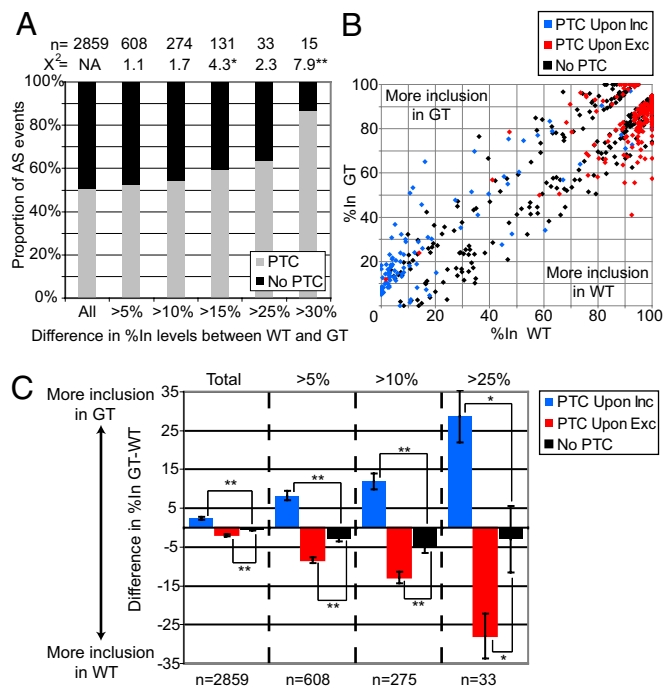 A
n= 2859 608 274 131 33 15
X²= NA 1.1 1.7 4.3* 2.3 7.9**
100%
80%
60%
40%
20%
0%
Proportion of AS events
PTC
No PTC
All >5% >10% >15% >25% >30%
Difference in %In levels between WT and GT
B
PTC Upon Inc
PTC Upon Exc
No PTC
100
80
60
40
20
0
%In GT
More inclusion
in GT
More inclusion
in WT
0 20 40 60 80 100
%In WT
C
More inclusion
in GT
More inclusion
in WT
Difference in %In GT-WT
Total >5% >10% >25%
35
25
15
5
-5
-15
-25
-35
** ** ** *
** ** ** *
n=2859 n=608 n=275 n=33
PTC Upon Inc
PTC Upon Exc
No PTC